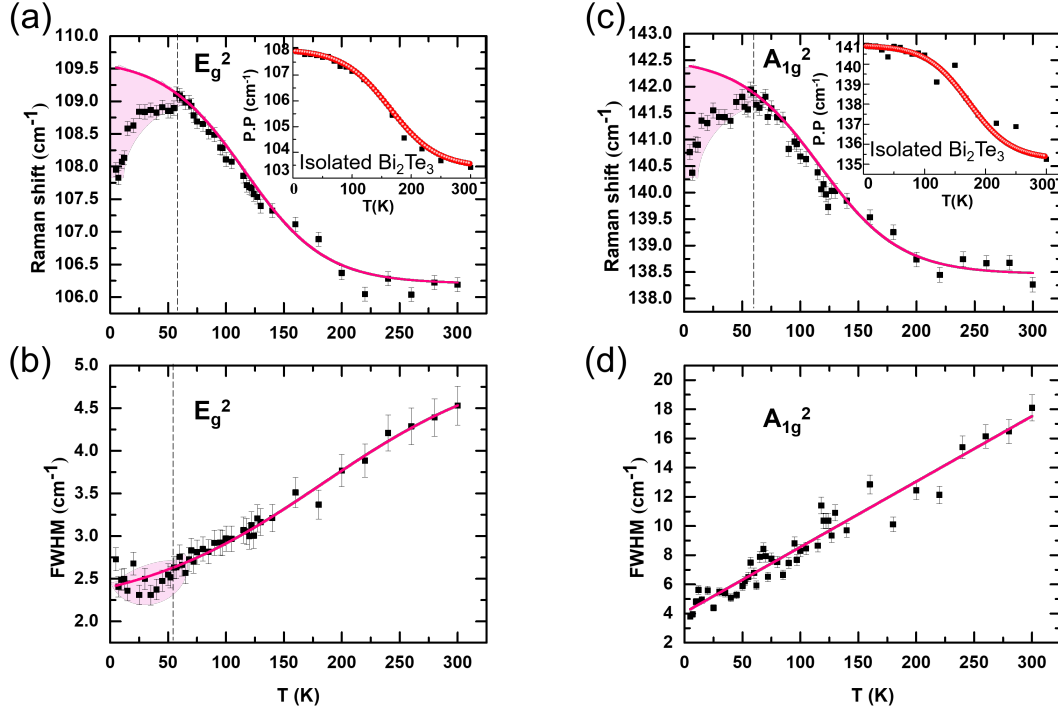 (a)
Raman shift (cm⁻¹)
110.0
109.5
109.0
108.5
108.0
107.5
107.0
106.5
106.0
0 50 100 150 200 250 300
E_g²
P.P (cm⁻¹)
108
107
106
105
104
103
0 100 200 300
T(K)
Isolated Bi₂Te₃
(c)
Raman shift (cm⁻¹)
143.0
142.5
142.0
141.5
141.0
140.5
140.0
139.5
139.0
138.5
138.0
0 50 100 150 200 250 300
A_1g²
P.P (cm⁻¹)
141
140
139
138
137
136
135
0 100 200 300
T(K)
Isolated Bi₂Te₃
(b)
FWHM (cm⁻¹)
5.0
4.5
4.0
3.5
3.0
2.5
2.0
0 50 100 150 200 250 300
T (K)
E_g²
(d)
FWHM (cm⁻¹)
20
18
16
14
12
10
8
6
4
2
0 50 100 150 200 250 300
T (K)
A_1g²